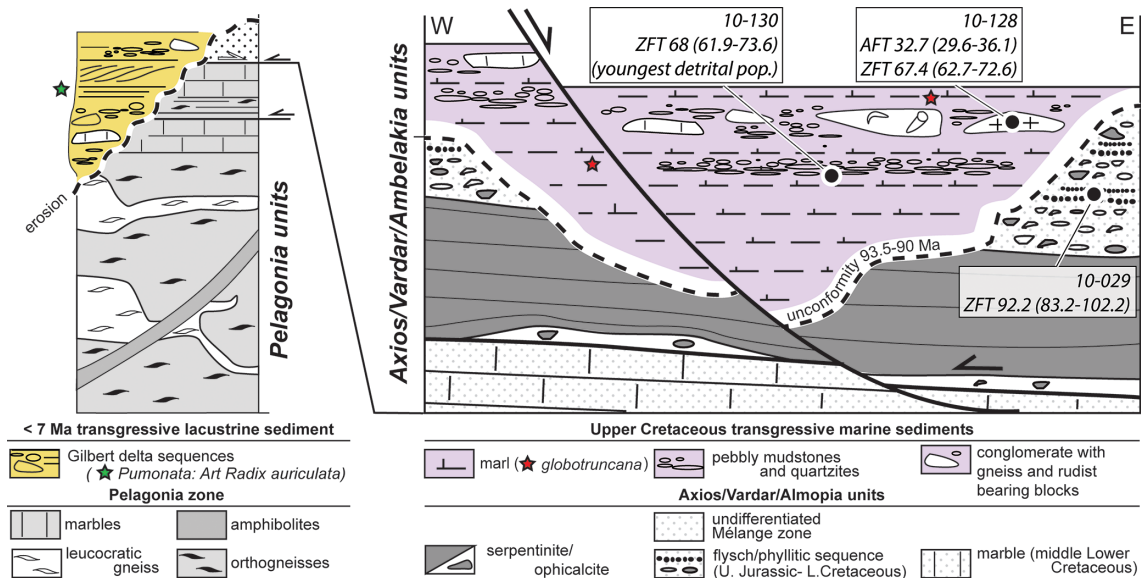 erosion
Pelagonia units
Axios/Vardar/Ambelakia units
W
E
10-130
ZFT 68 (61.9-73.6)
(youngest detrital pop.)
10-128
AFT 32.7 (29.6-36.1)
ZFT 67.4 (62.7-72.6)
unconformity 93.5-90 Ma
10-029
ZFT 92.2 (83.2-102.2)
< 7 Ma transgressive lacustrine sediment
Gilbert delta sequences
( Pumonata: Art Radix auriculata)
Pelagonia zone
marbles
amphibolites
leucocratic
gneiss
orthogneisses
Upper Cretaceous transgressive marine sediments
marl ( globotruncana)
pebbly mudstones
and quartzites
conglomerate with
gneiss and rudist
bearing blocks
Axios/Vardar/Almopia units
serpentinite/
ophicalcite
undifferentiated
Mélange zone
flysch/phyllitic sequence
(U. Jurassic- L.Cretaceous)
marble (middle Lower
Cretaceous)